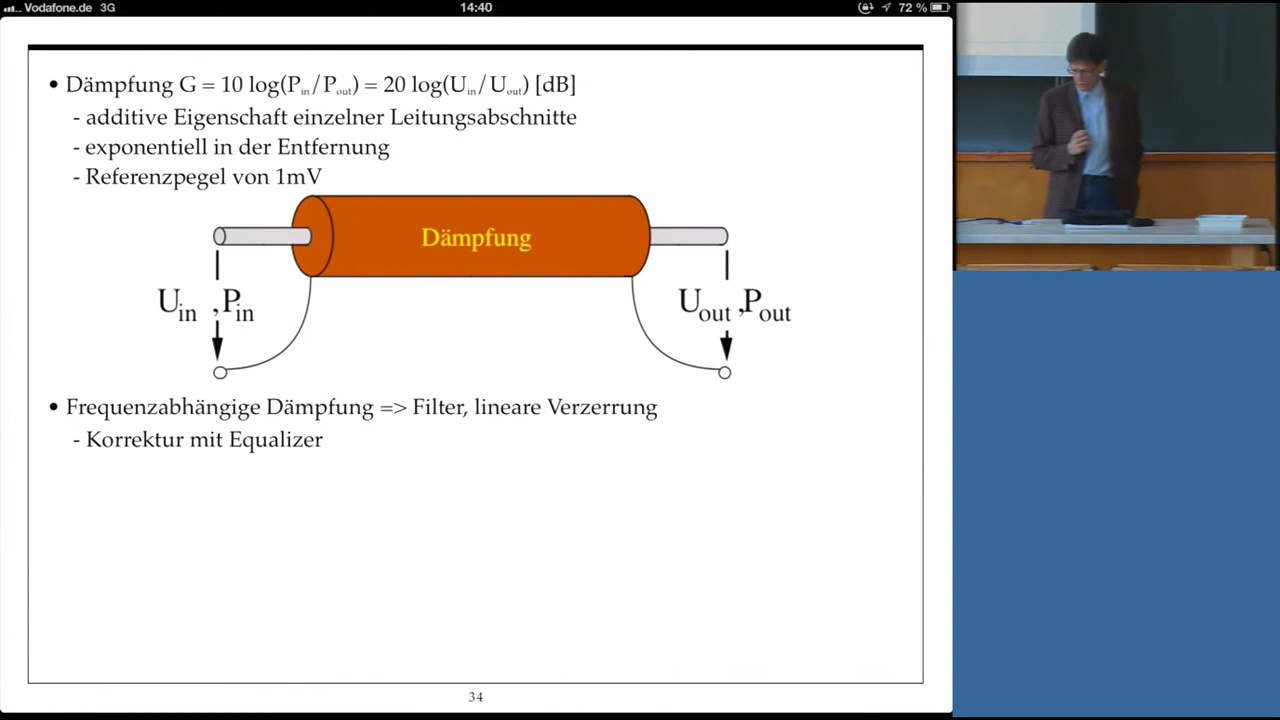 Vodafone.de 3G 14:40 72 %
• Dämpfung G = 10 log(Pin/Pout) = 20 log(Uin/Uout) [dB]
- additive Eigenschaft einzelner Leitungsabschnitte
- exponentiell in der Entfernung
- Referenzpegel von 1mV
Dämpfung
Uin ,Pin
Uout ,Pout
• Frequenzabhängige Dämpfung => Filter, lineare Verzerrung
- Korrektur mit Equalizer
34